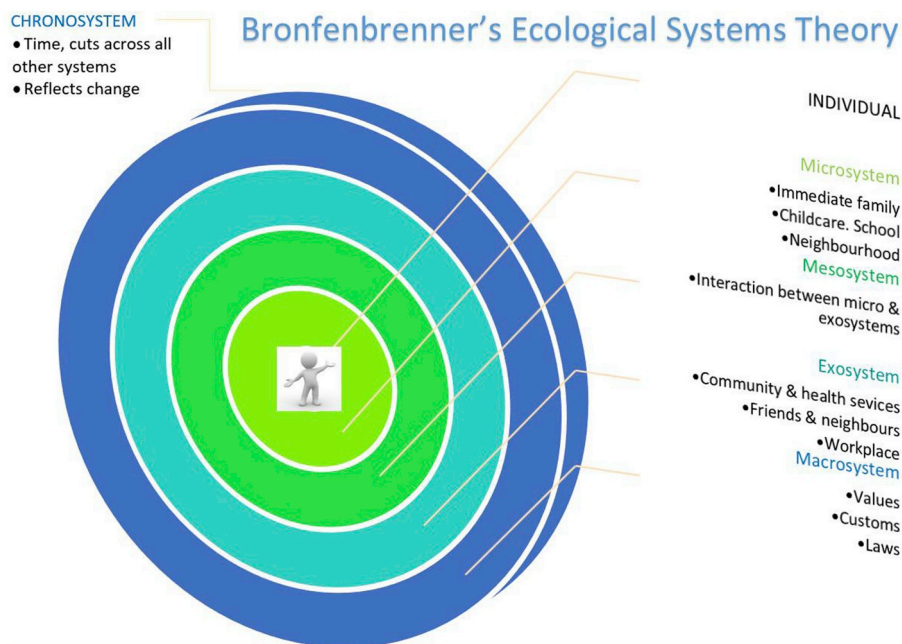 CHRONOSYSTEM
• Time, cuts across all
other systems
• Reflects change
Bronfenbrenner's Ecological Systems Theory
INDIVIDUAL
Microsystem
•Immediate family
•Childcare. School
•Neighbourhood
Mesosystem
•Interaction between micro &
exosystems
Exosystem
•Community & health sevices
•Friends & neighbours
•Workplace
Macrosystem
•Values
•Customs
•Laws